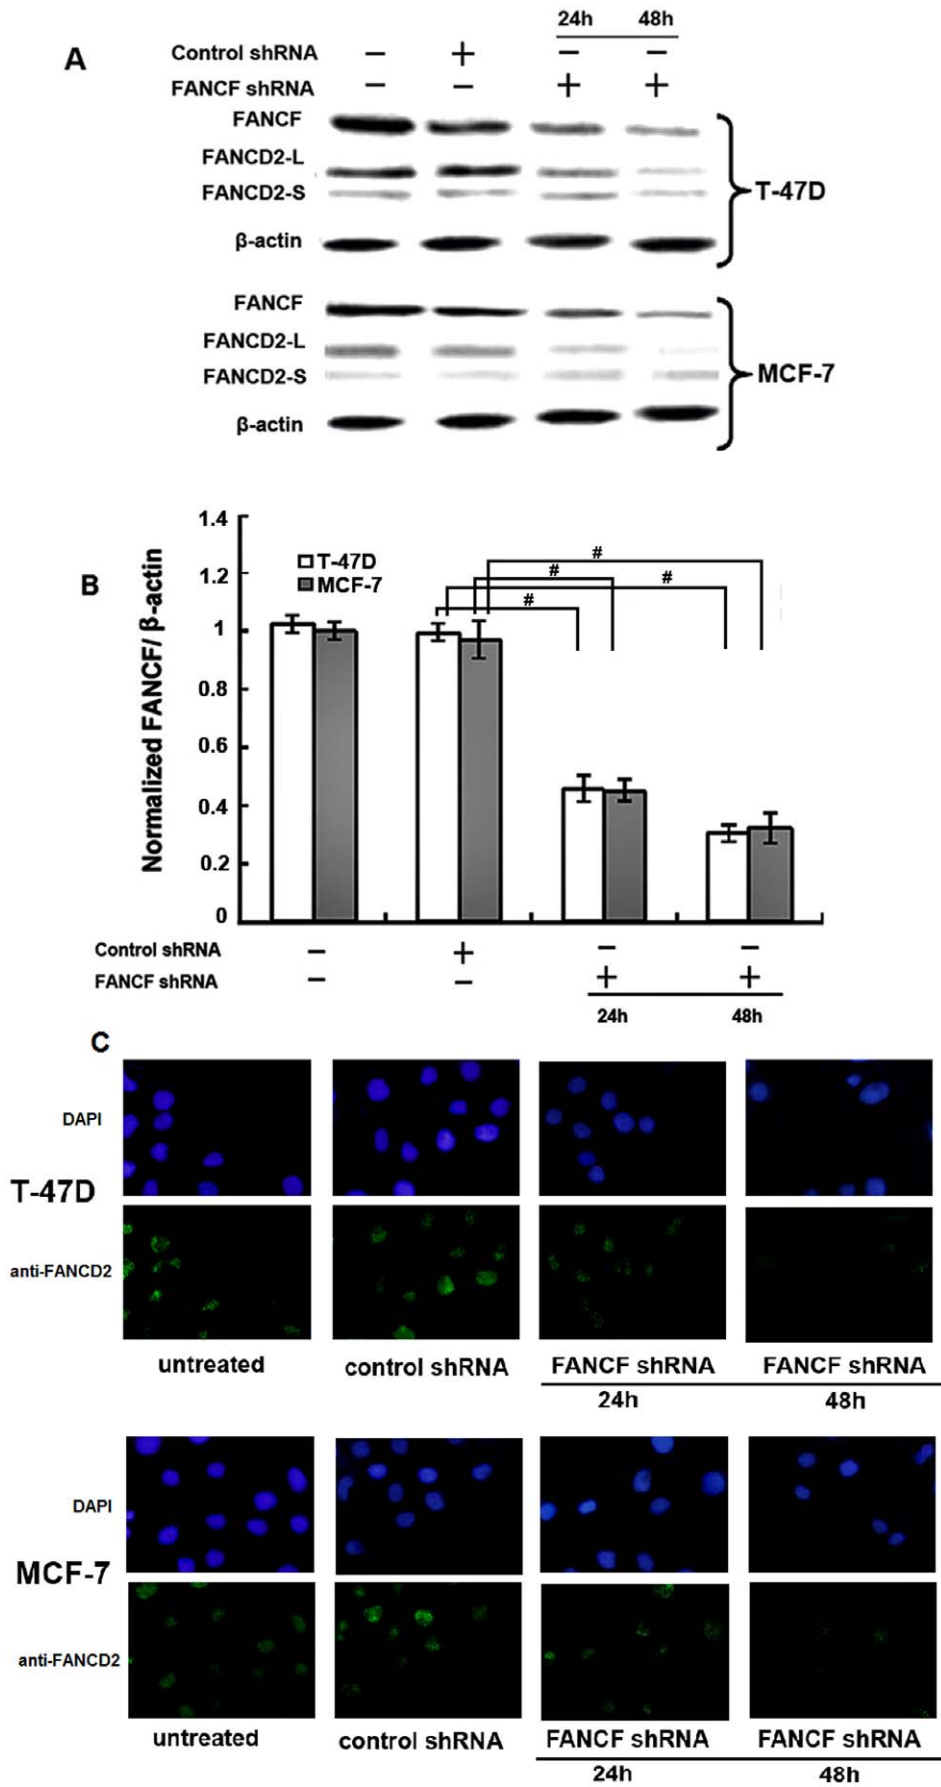 24h 48h
A
Control shRNA − + − −
FANCF shRNA − − + +
FANCF
FANCD2-L
FANCD2-S
T-47D
β-actin
FANCF
FANCD2-L
FANCD2-S
MCF-7
β-actin
B
Normalized FANCF/ β-actin
1.4
1.2
1
0.8
0.6
0.4
0.2
0
T-47D
MCF-7
#
#
#
#
Control shRNA − + − −
FANCF shRNA − − + +
24h 48h
C
DAPI
T-47D
anti-FANCD2
untreated control shRNA FANCF shRNA FANCF shRNA
24h 48h
DAPI
MCF-7
anti-FANCD2
untreated control shRNA FANCF shRNA FANCF shRNA
24h 48h